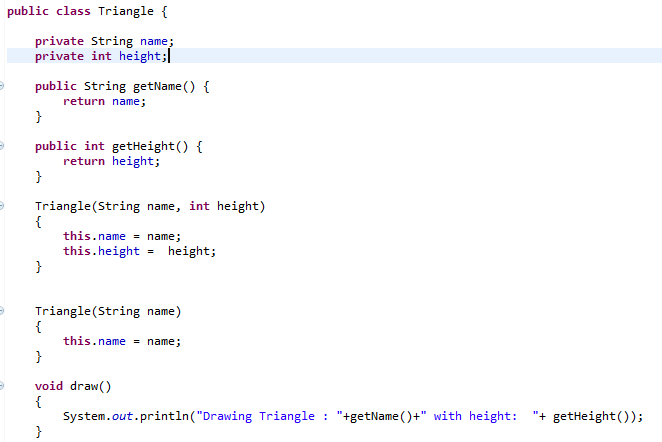 public class Triangle {
private String name;
private int height;
public String getName() {
return name;
}
public int getHeight() {
return height;
}
Triangle(String name, int height)
{
this.name = name;
this.height =  height;
}
Triangle(String name)
{
this.name = name;
}
void draw()
{
System.out.println("Drawing Triangle : "+getName()+" with height:  "+ getHeight());
}